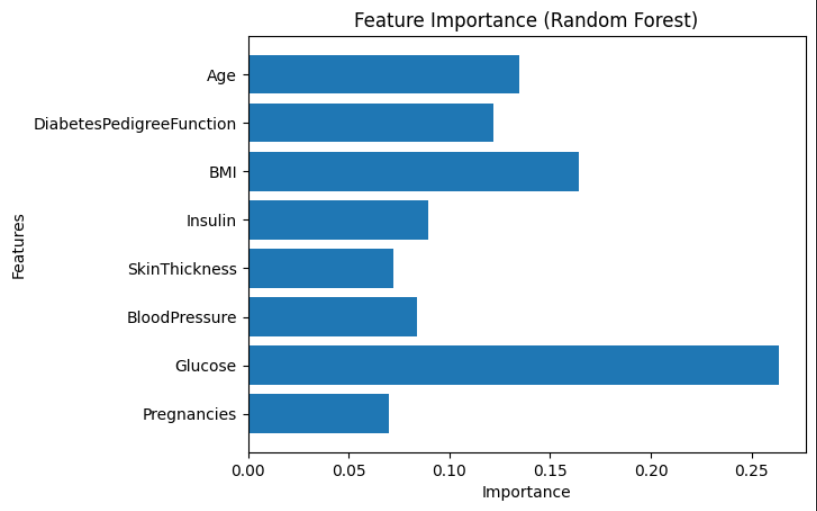 Feature Importance (Random Forest)
Age
DiabetesPedigreeFunction
BMI
Insulin
SkinThickness
BloodPressure
Glucose
Pregnancies
Features
0.00 0.05 0.10 0.15 0.20 0.25
Importance